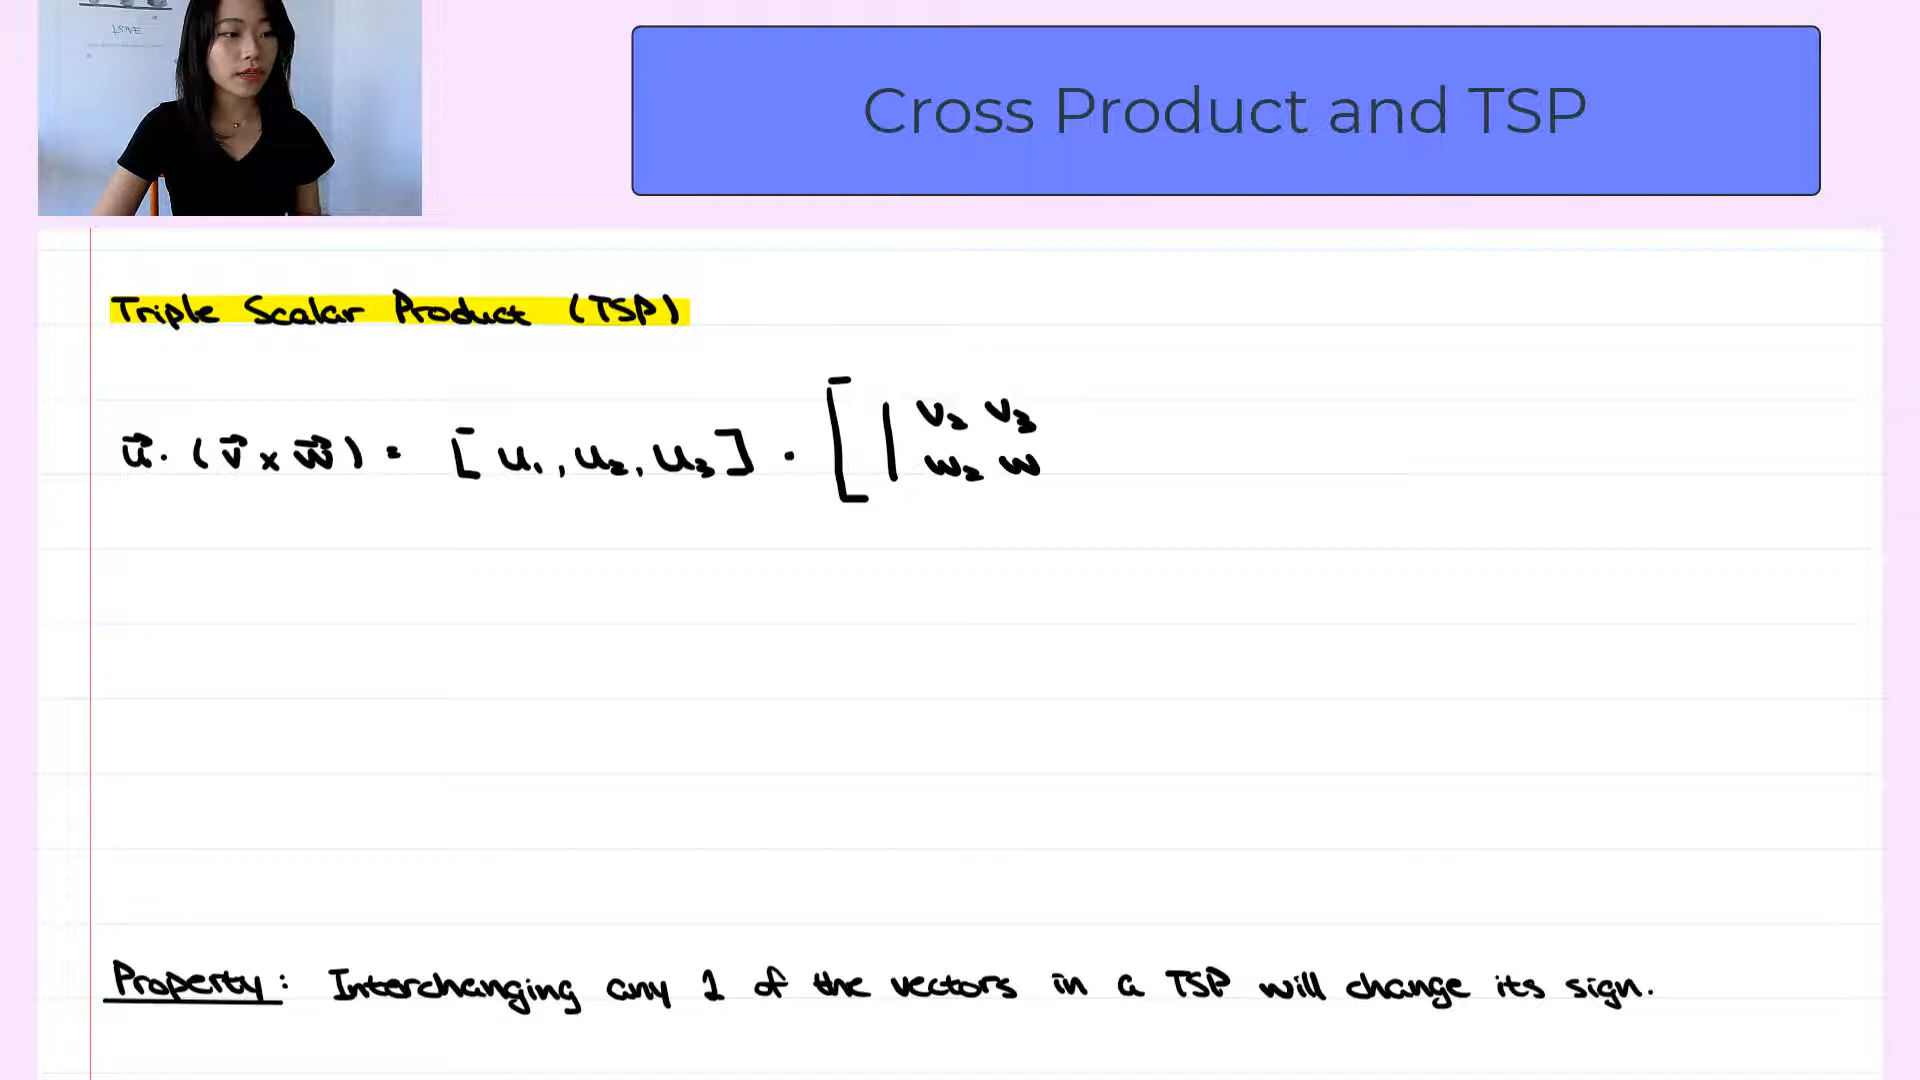 Cross Product and TSP
Triple Scalar Product (TSP)
u⃗ · (v⃗ × w⃗) = [u₁, u₂, u₃] · [ | v₂ v₃
w₂ w
Property: Interchanging any 1 of the vectors in a TSP will change its sign.